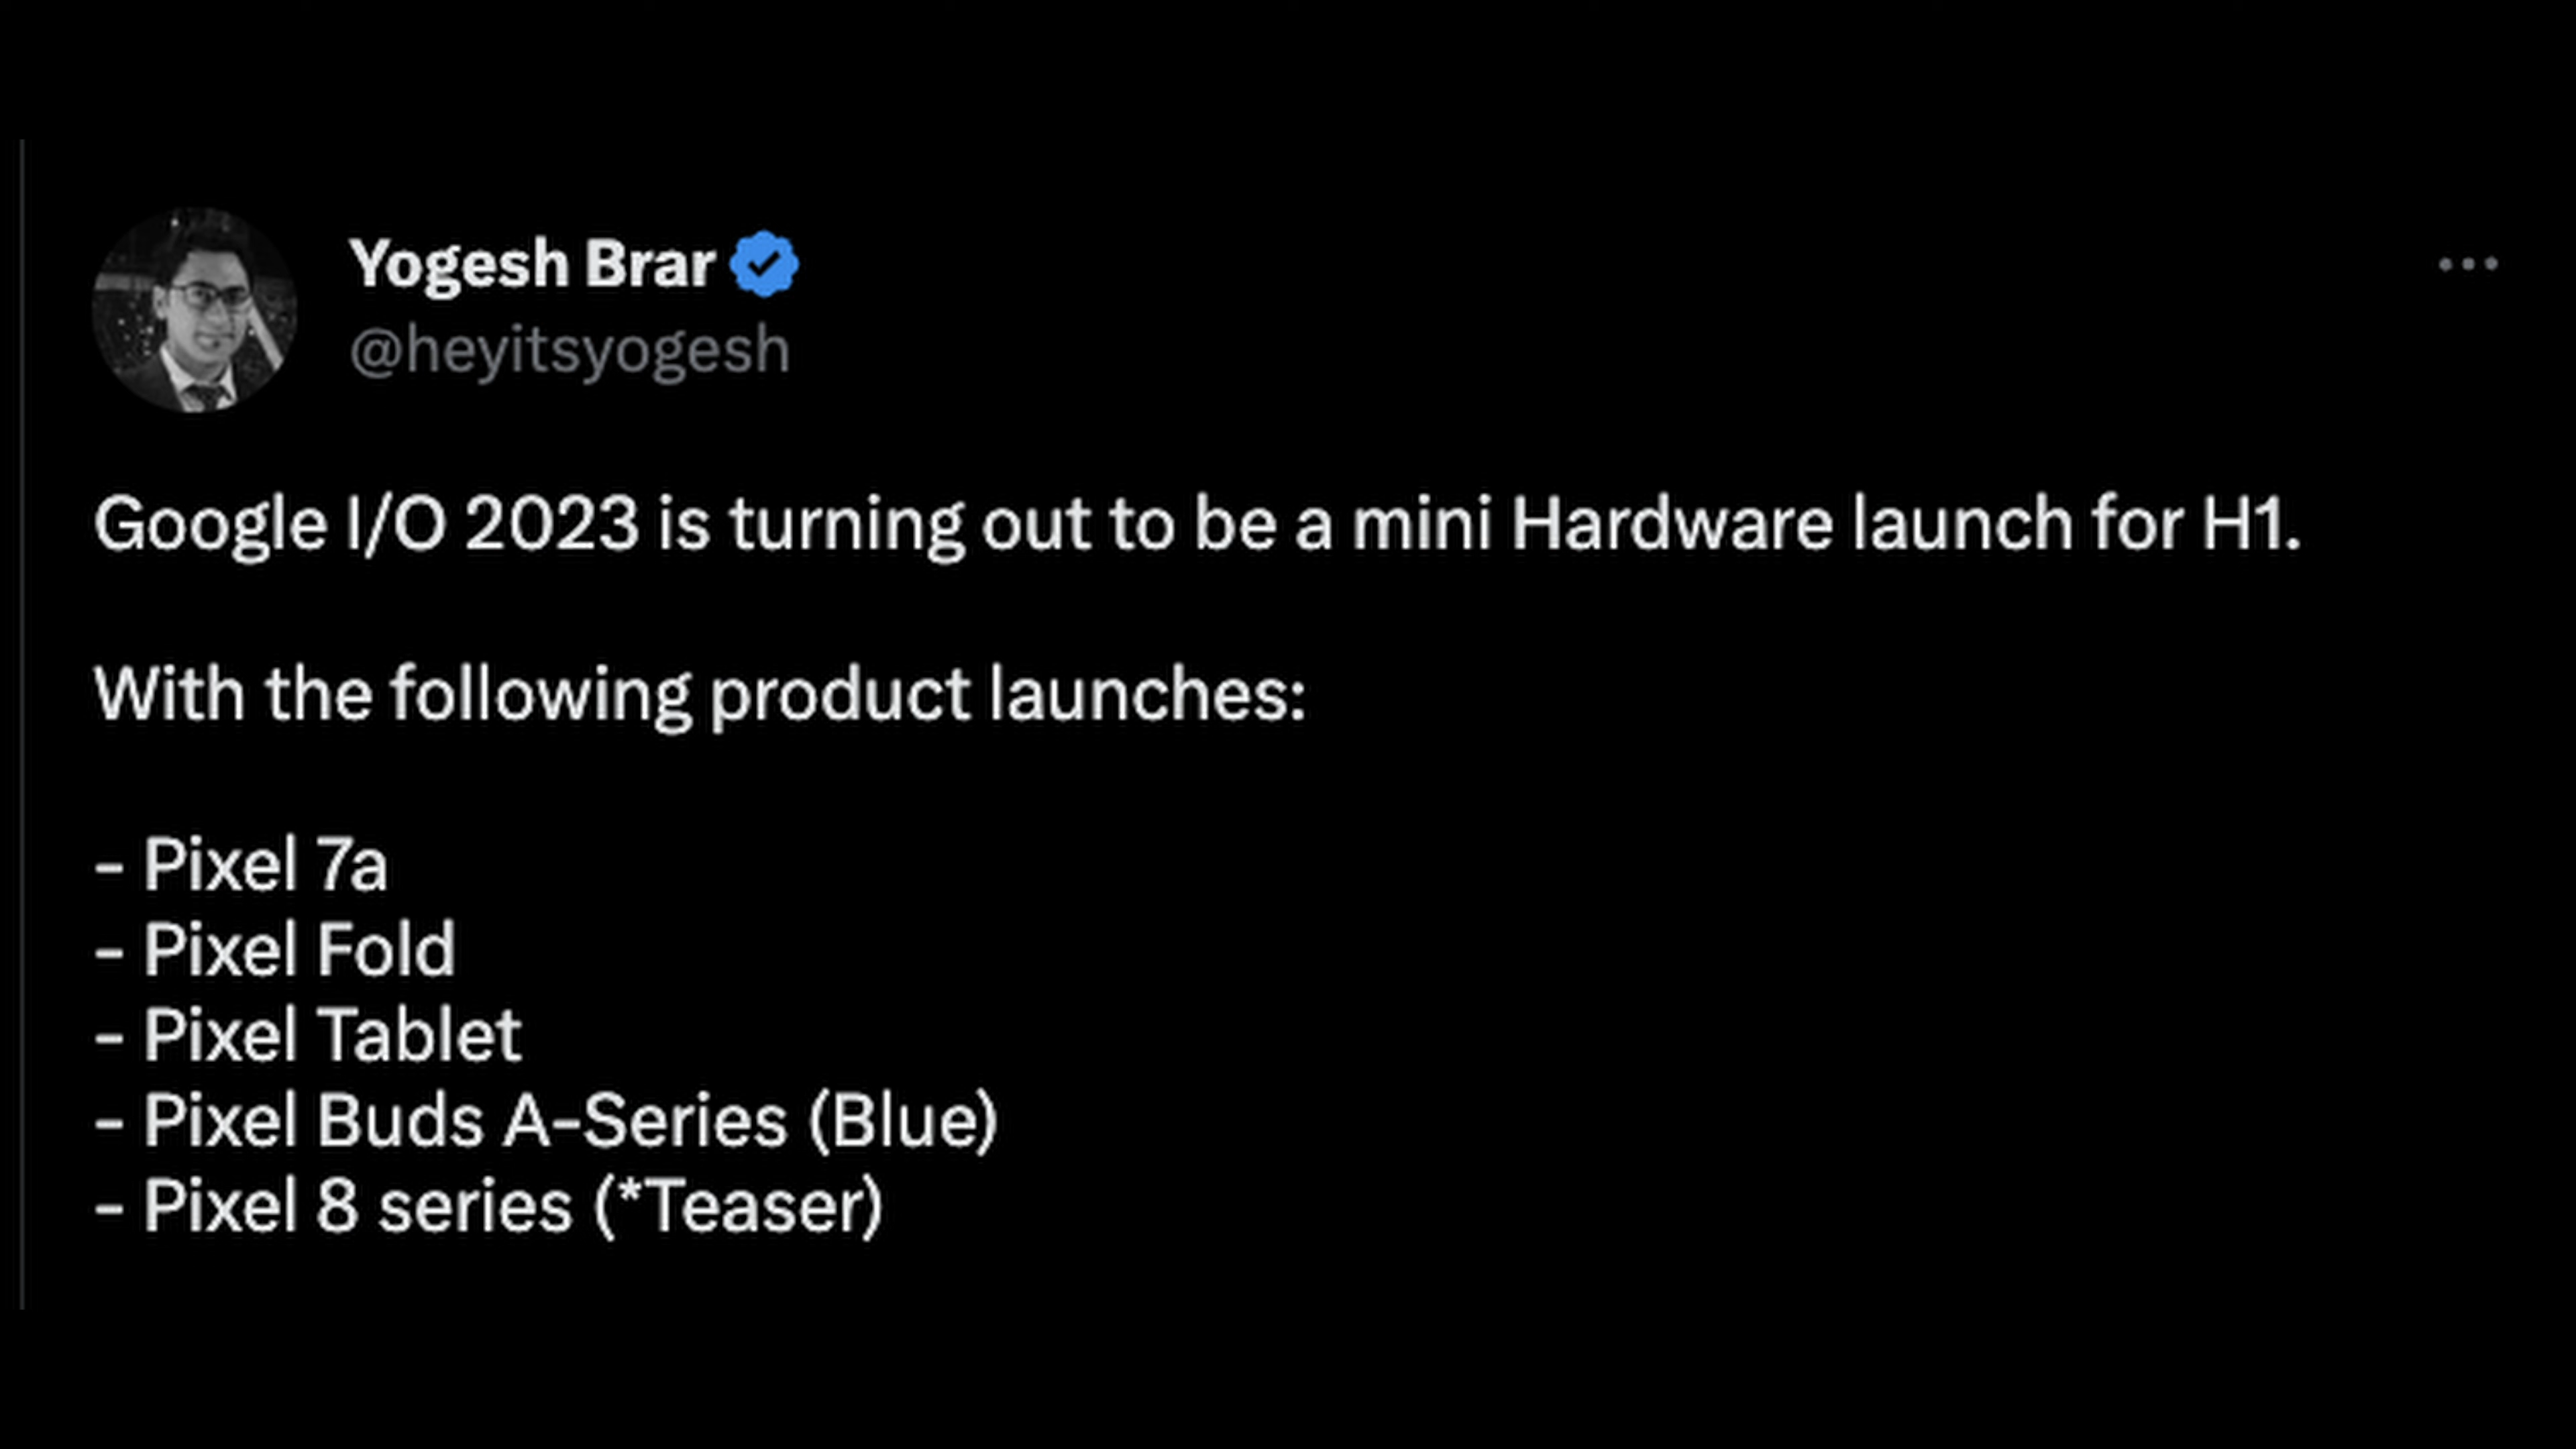 Yogesh Brar
@heyitsyogesh
Google I/O 2023 is turning out to be a mini Hardware launch for H1.
With the following product launches:
- Pixel 7a
- Pixel Fold
- Pixel Tablet
- Pixel Buds A-Series (Blue)
- Pixel 8 series (*Teaser)